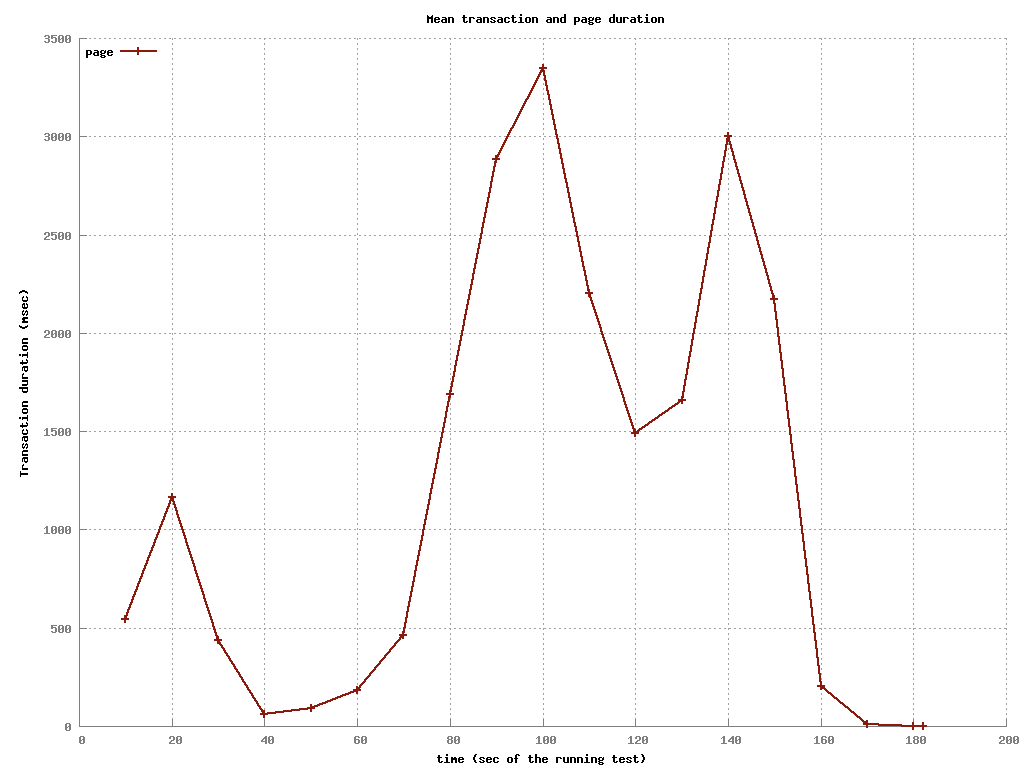 Mean transaction and page duration
page
3500
3000
2500
2000
1500
1000
500
0
Transaction duration (msec)
0 20 40 60 80 100 120 140 160 180 200
time (sec of the running test)